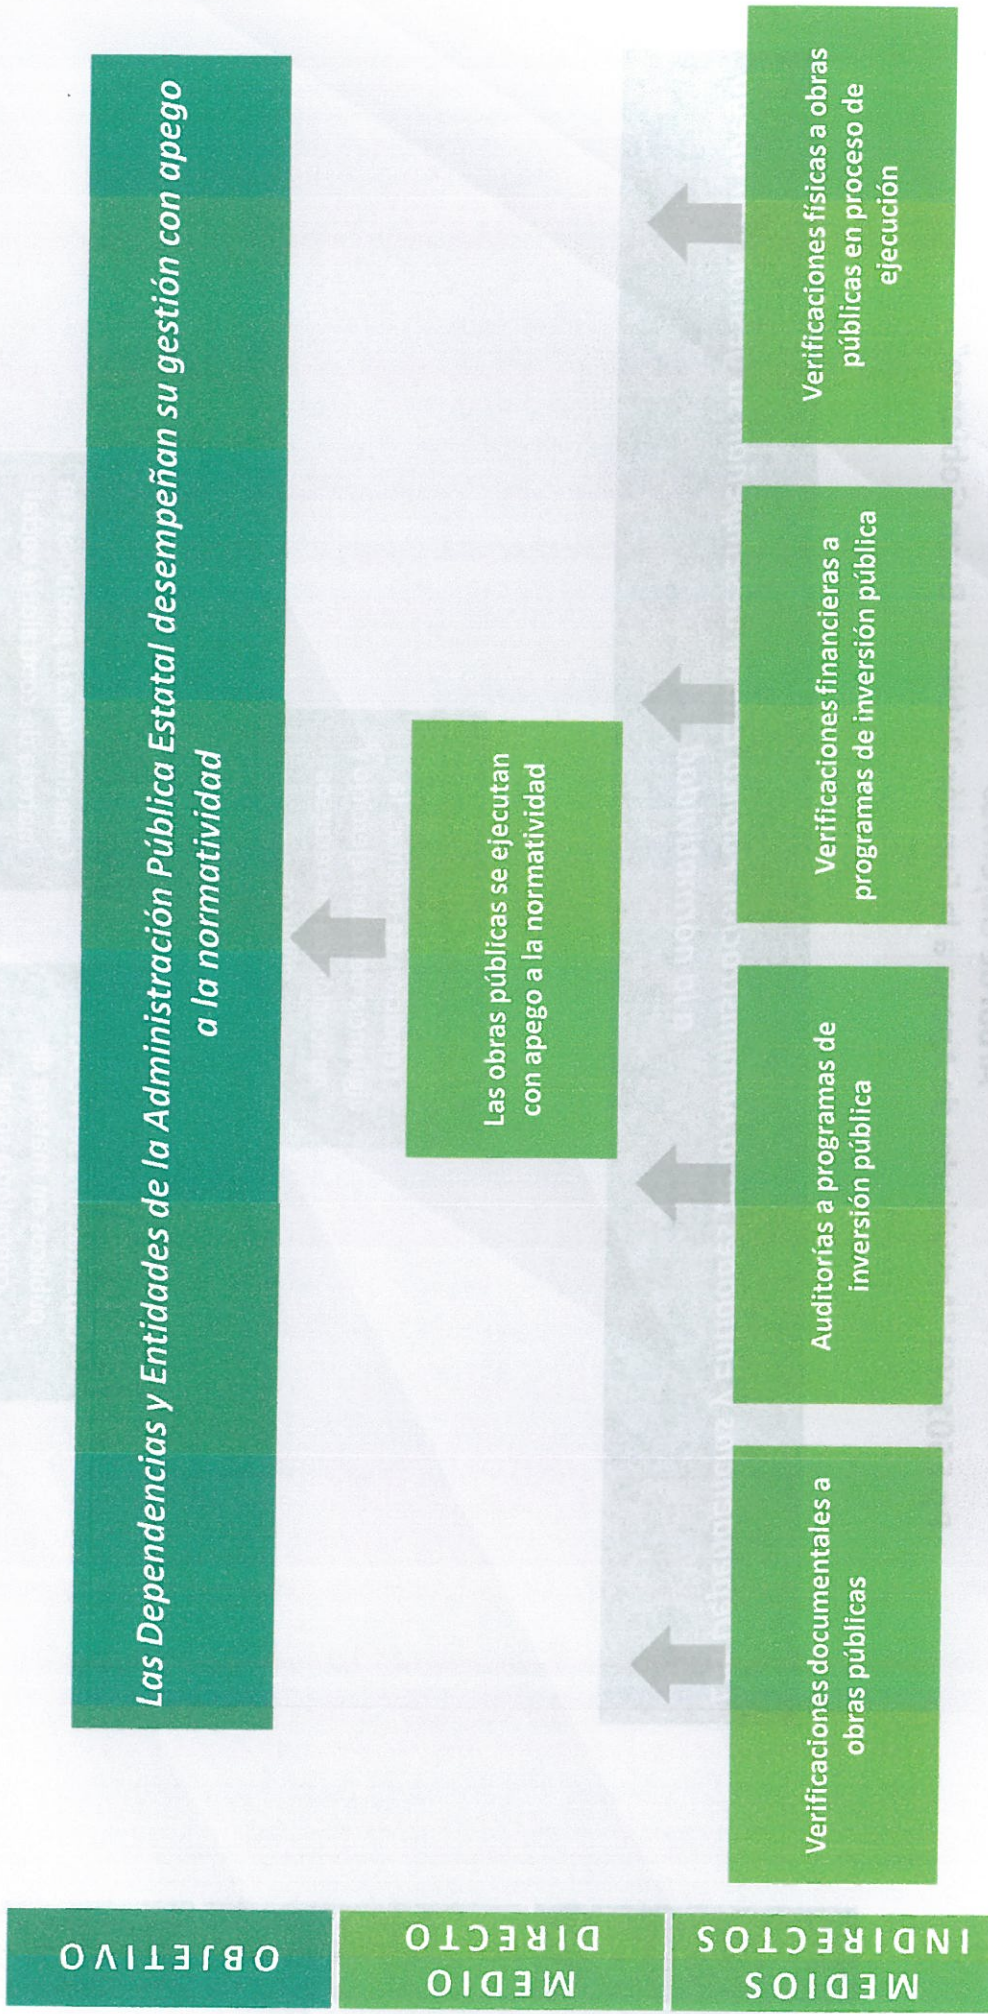 OBJETIVO
Las Dependencias y Entidades de la Administración Pública Estatal desempeñan su gestión con apego
a la normatividad
MEDIO
DIRECTO
Las obras públicas se ejecutan
con apego a la normatividad
MEDIOS
INDIRECTOS
Verificaciones documentales a
obras públicas
Auditorías a programas de
inversión pública
Verificaciones financieras a
programas de inversión pública
Verificaciones físicas a obras
públicas en proceso de
ejecución